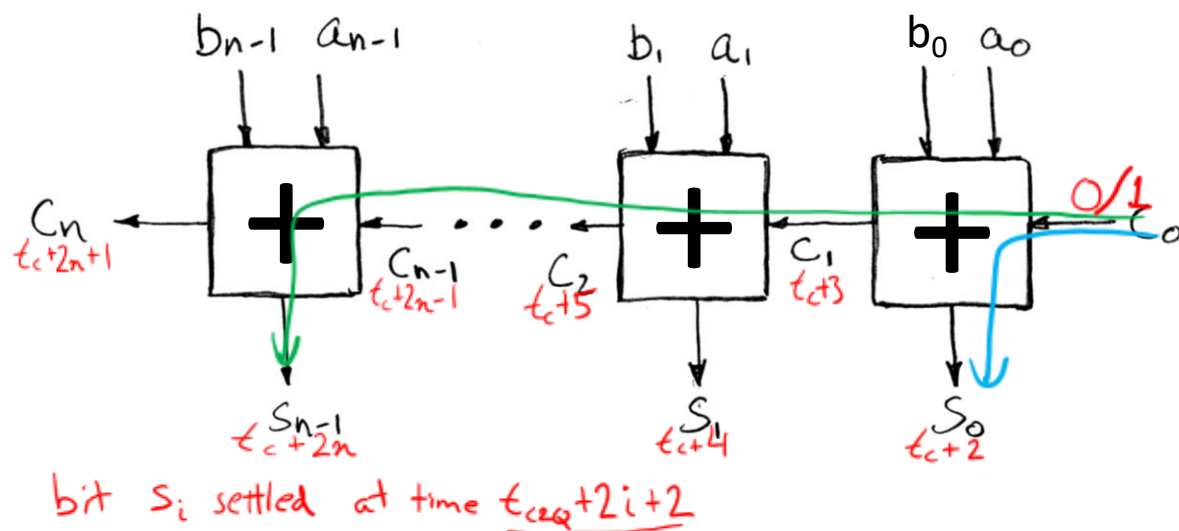 bn-1 an-1 b1 a1 b0 a0
+ + +
0/1
Cn Cn-1 C2 C1 C0
tc+2n+1 tc+2n-1 tc+5 tc+3
Sn-1 S1 S0
tc+2n tc+4 tc+2
bit Si settled at time tc2Q+2i+2